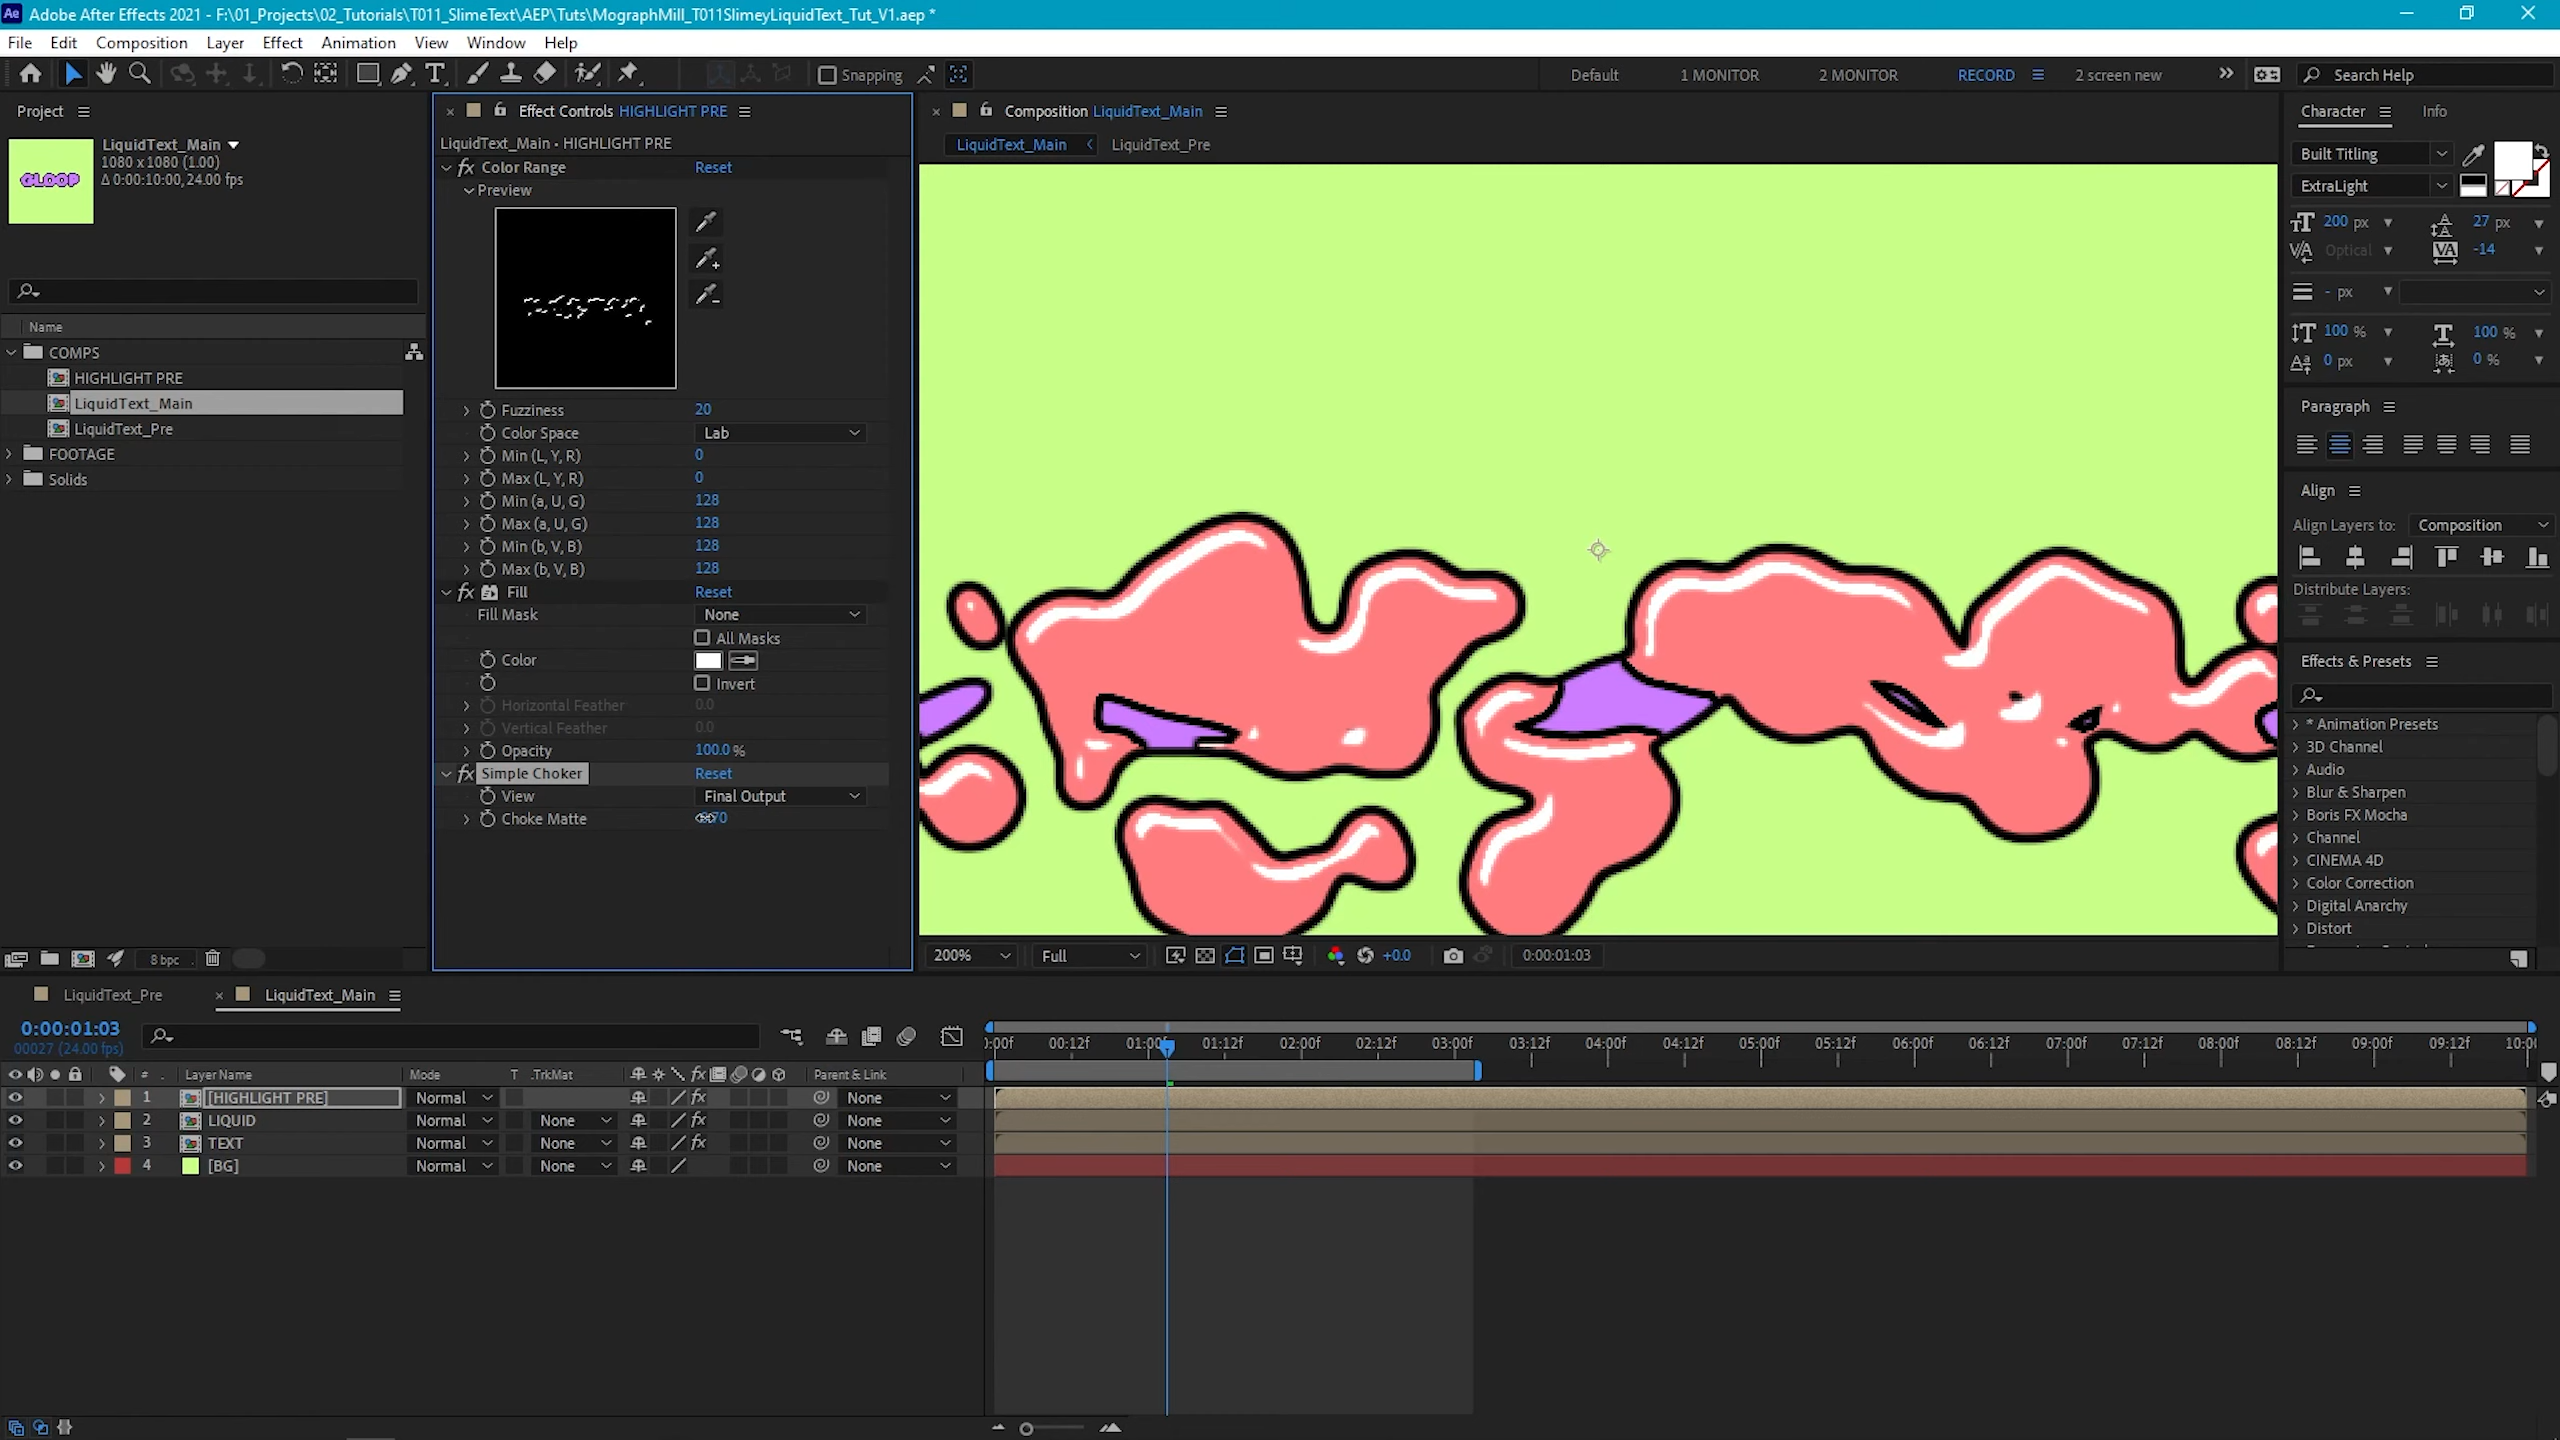 Adobe After Effects 2021 - F:\01_Projects\02_Tutorials\T011_SlimeText\AEP\Tuts\MographMill_T011SlimeyLiquidText_Tut_V1.aep *
File Edit Composition Layer Effect Animation View Window Help
Snapping
Default 1 MONITOR 2 MONITOR RECORD 2 screen new
Search Help
Project
LiquidText_Main
1080 x 1080 (1.00)
Δ 0:00:10:00, 24.00 fps
GLOOP
Name
COMPS
HIGHLIGHT PRE
LiquidText_Main
LiquidText_Pre
FOOTAGE
Solids
8 bpc
Effect Controls HIGHLIGHT PRE
LiquidText_Main • HIGHLIGHT PRE
fx Color Range Reset
Preview
Fuzziness 20
Color Space Lab
Min (L, Y, R) 0
Max (L, Y, R) 0
Min (a, U, G) 128
Max (a, U, G) 128
Min (b, V, B) 128
Max (b, V, B) 128
fx Fill Reset
Fill Mask None
All Masks
Color
Invert
Horizontal Feather 0.0
Vertical Feather 0.0
Opacity 100.0 %
fx Simple Choker Reset
View Final Output
Choke Matte
Composition LiquidText_Main
LiquidText_Main LiquidText_Pre
200% Full +0.0 0:00:01:03
Character Info
Built Titling
ExtraLight
200 px 27 px
Optical -14
- px
100 % 100 %
0 px 0 %
Paragraph
Align
Align Layers to: Composition
Distribute Layers:
Effects & Presets
* Animation Presets
3D Channel
Audio
Blur & Sharpen
Boris FX Mocha
Channel
CINEMA 4D
Color Correction
Digital Anarchy
Distort
LiquidText_Pre LiquidText_Main
0:00:01:03
00027 (24.00 fps)
00:12f 01:00f 01:12f 02:00f 02:12f 03:00f 03:12f 04:00f 04:12f 05:00f 05:12f 06:00f 06:12f 07:00f 07:12f 08:00f 08:12f 09:00f 09:12f
# Layer Name Mode T .TrkMat fx Parent & Link
1 [HIGHLIGHT PRE] Normal fx None
2 LIQUID Normal None fx None
3 TEXT Normal None fx None
4 [BG] Normal None None